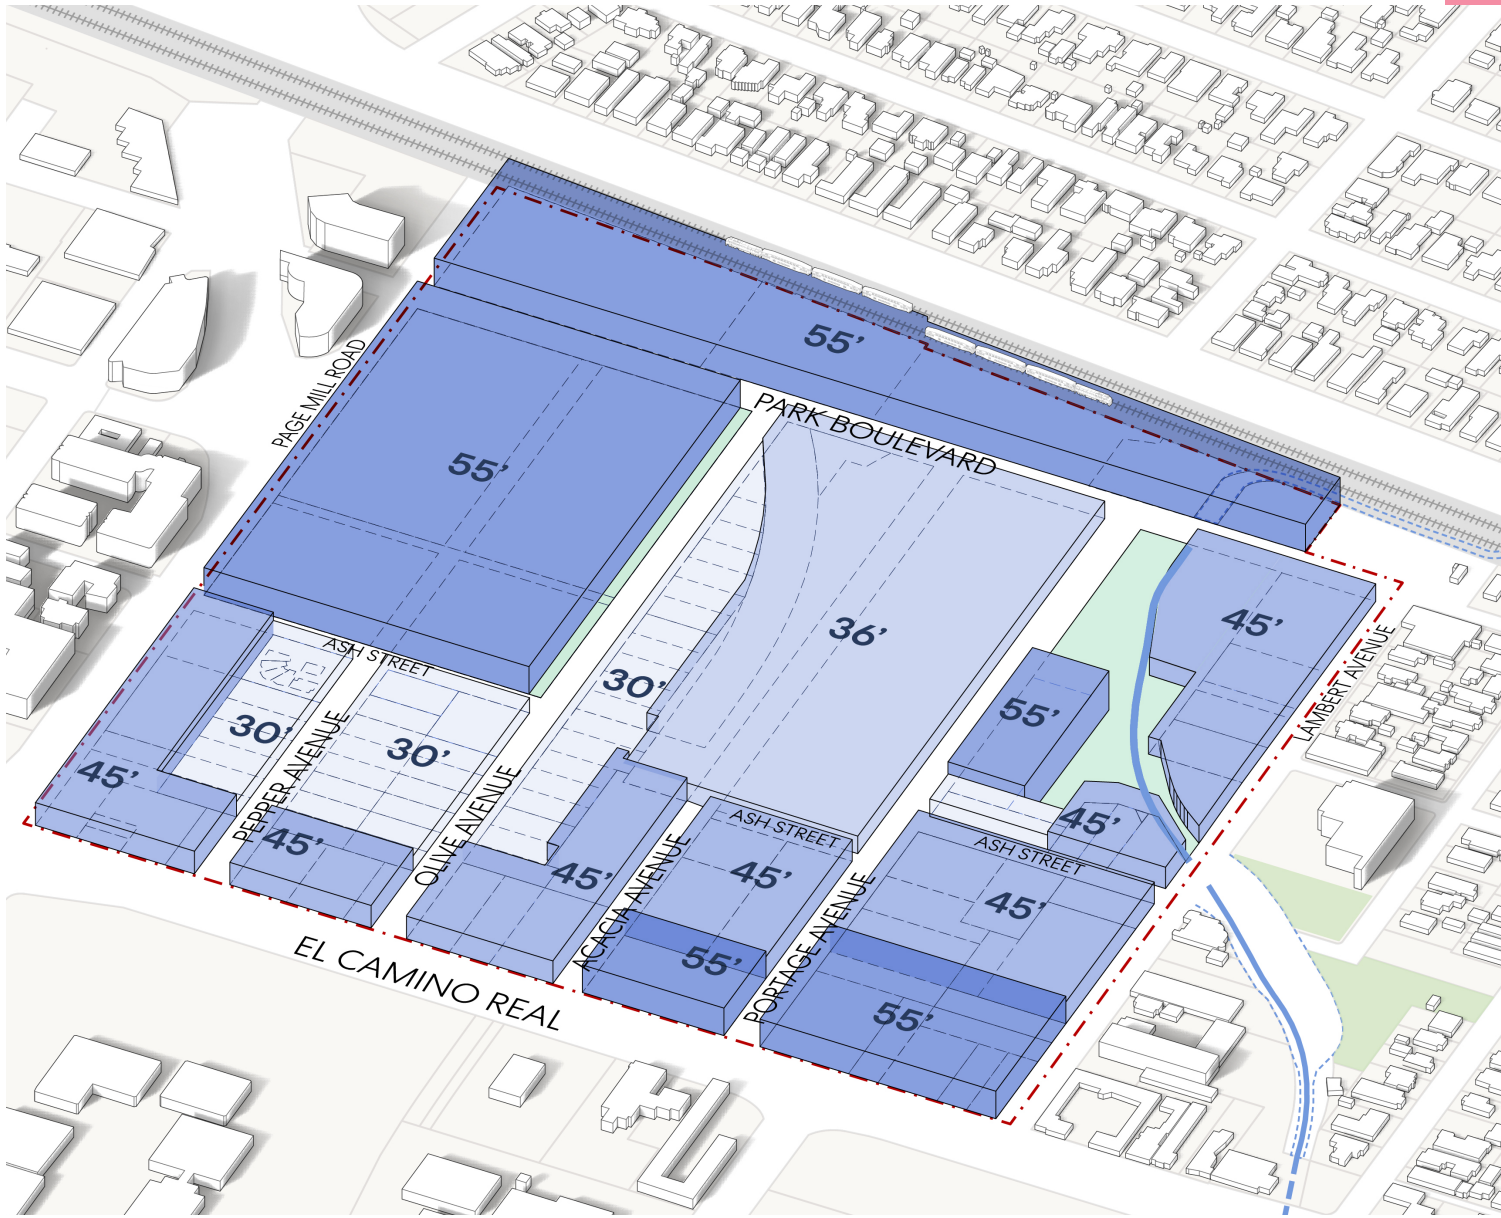 55’
PAGE MILL ROAD
PARK BOULEVARD
55’
36’
45’
ASH STREET
30’
LAMBERT AVENUE
55’
30’
PEPPER AVENUE
30’
45’
OLIVE AVENUE
45’
ASH STREET
45’
ASH STREET
45’
ACACIA AVENUE
45’
PORTAGE AVENUE
45’
55’
55’
EL CAMINO REAL